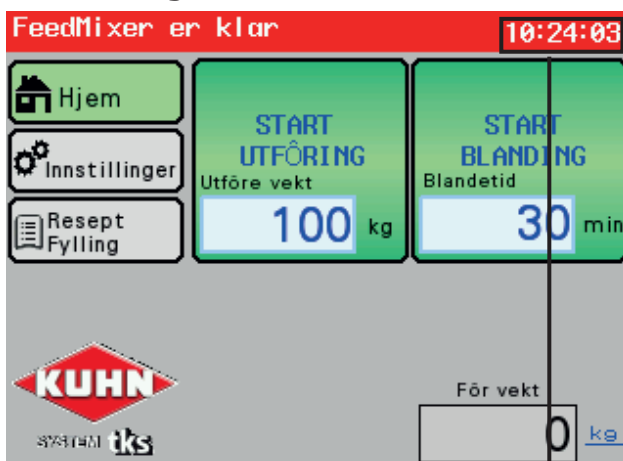 FeedMixer er klar
10:24:03
Hjem
Innstillinger
Resept
Fylling
START
UTFÔRING
Utfôre vekt
100 kg
START
BLANDING
Blandetid
30 min
KUHN
SYSTEM tks
Fôr vekt
0 kg